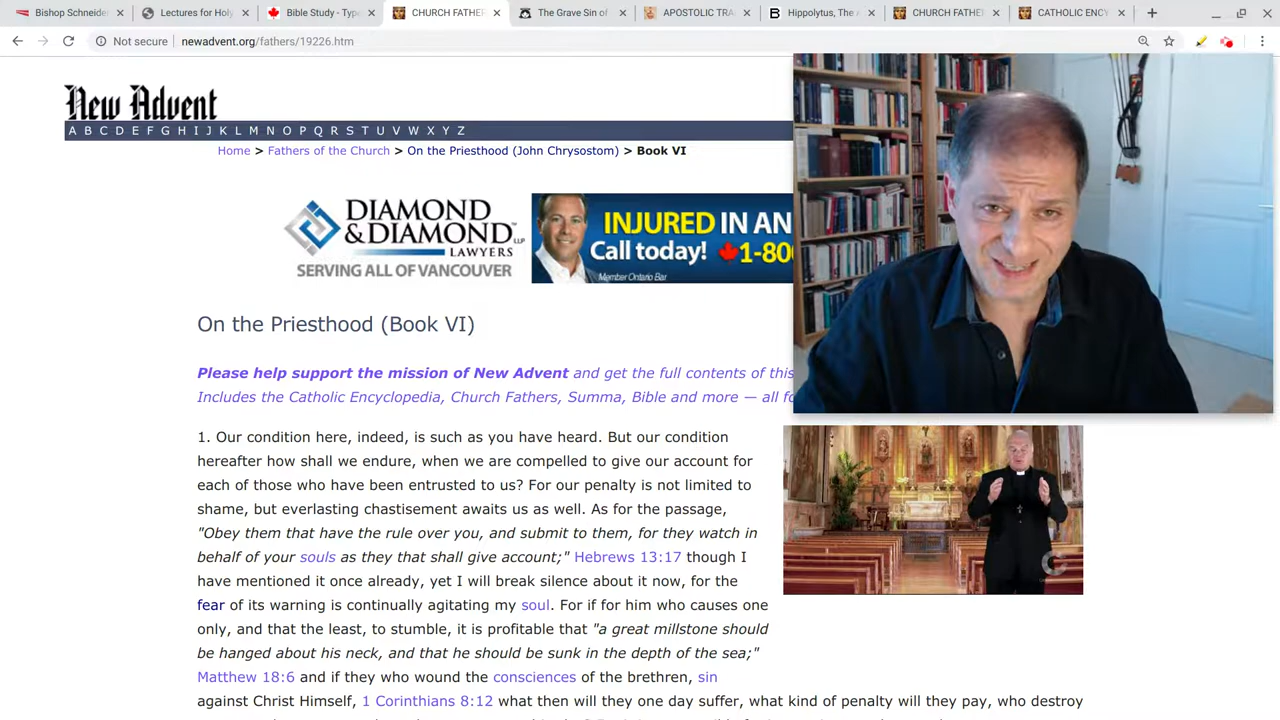 Bishop Schneider
Lectures for Holy
Bible Study - Type
CHURCH FATHER
The Grave Sin of
APOSTOLIC TRA
Hippolytus, The A
CHURCH FATHE
CATHOLIC ENCY
Not secure | newadvent.org/fathers/19226.htm
New Advent
A B C D E F G H I J K L M N O P Q R S T U V W X Y Z
Home > Fathers of the Church > On the Priesthood (John Chrysostom) > Book VI
DIAMOND
& DIAMOND LLP
LAWYERS
SERVING ALL OF VANCOUVER
INJURED IN AN
Call today! 1-800
Member Ontario Bar
On the Priesthood (Book VI)
Please help support the mission of New Advent and get the full contents of this
Includes the Catholic Encyclopedia, Church Fathers, Summa, Bible and more — all fo
1. Our condition here, indeed, is such as you have heard. But our condition
hereafter how shall we endure, when we are compelled to give our account for
each of those who have been entrusted to us? For our penalty is not limited to
shame, but everlasting chastisement awaits us as well. As for the passage,
"Obey them that have the rule over you, and submit to them, for they watch in
behalf of your souls as they that shall give account;" Hebrews 13:17 though I
have mentioned it once already, yet I will break silence about it now, for the
fear of its warning is continually agitating my soul. For if for him who causes one
only, and that the least, to stumble, it is profitable that "a great millstone should
be hanged about his neck, and that he should be sunk in the depth of the sea;"
Matthew 18:6 and if they who wound the consciences of the brethren, sin
against Christ Himself, 1 Corinthians 8:12 what then will they one day suffer, what kind of penalty will they pay, who destroy